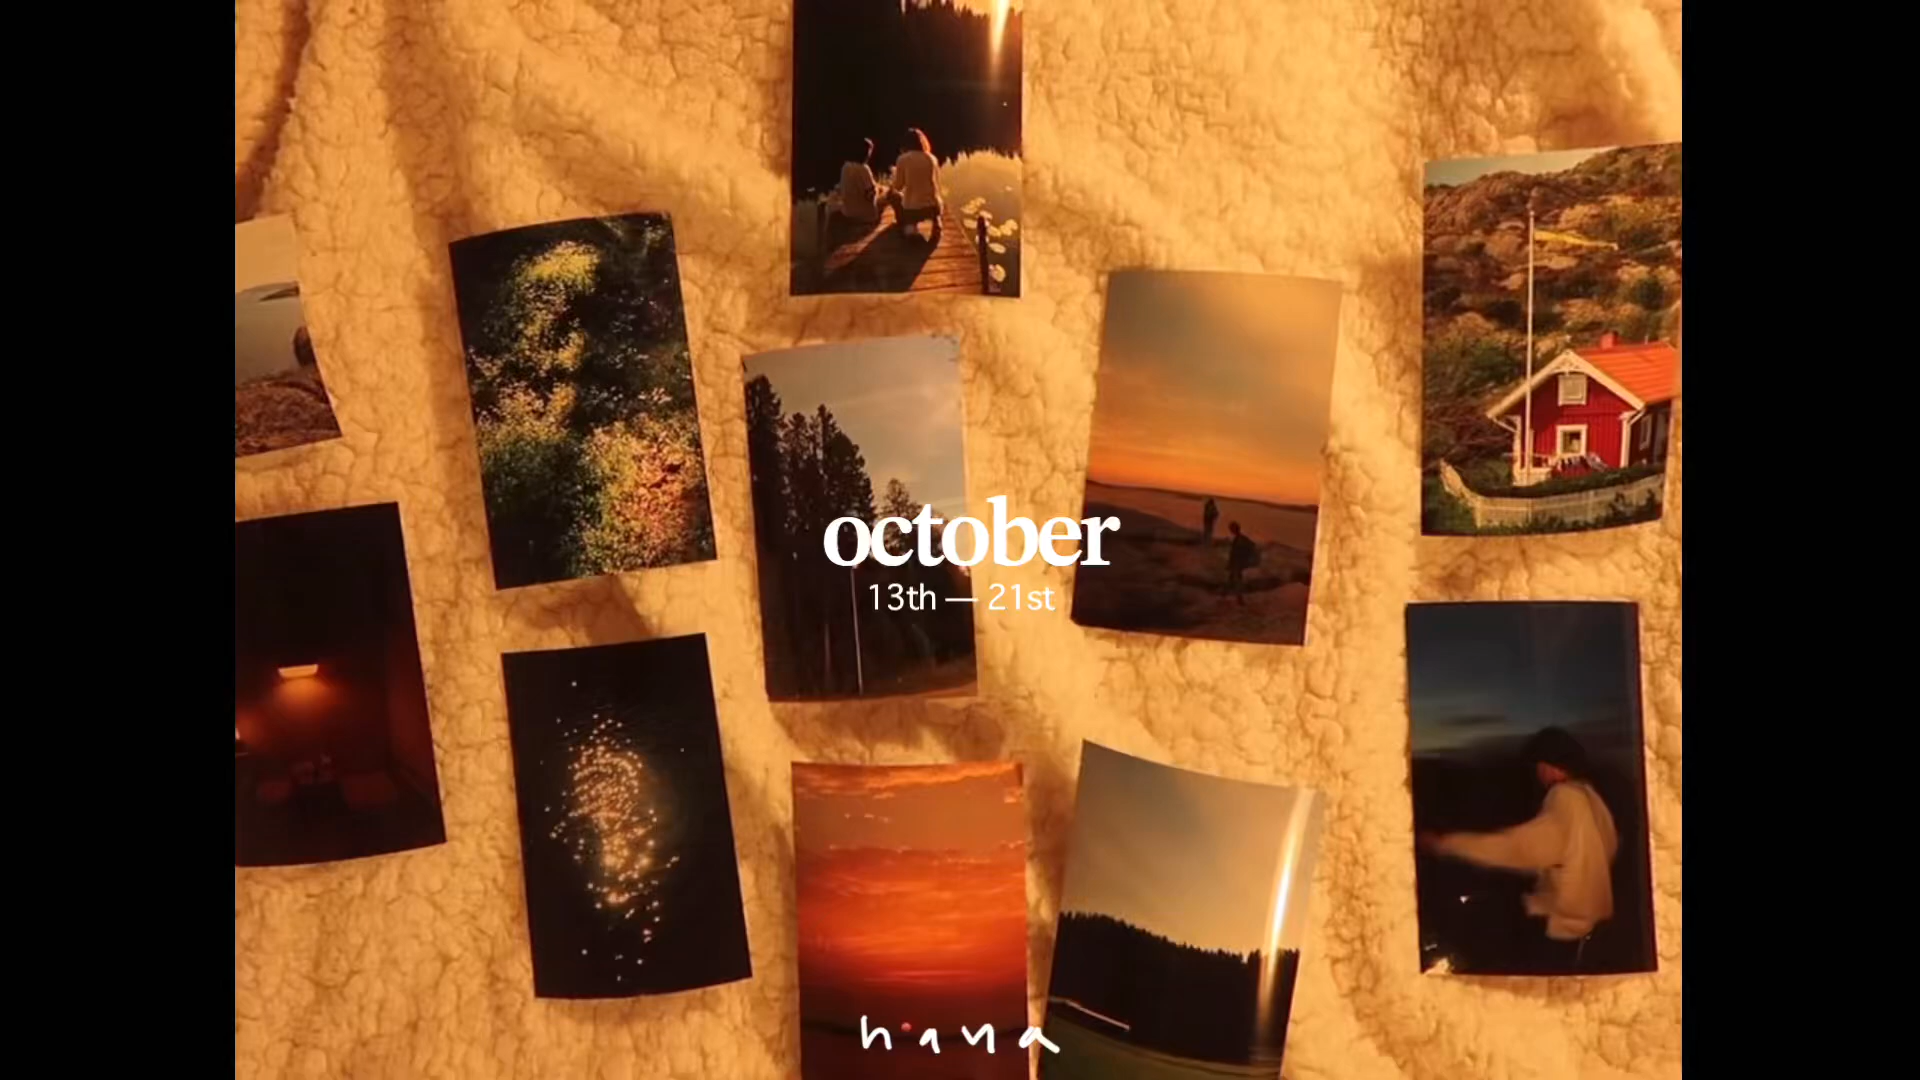 october
13th — 21st
hana